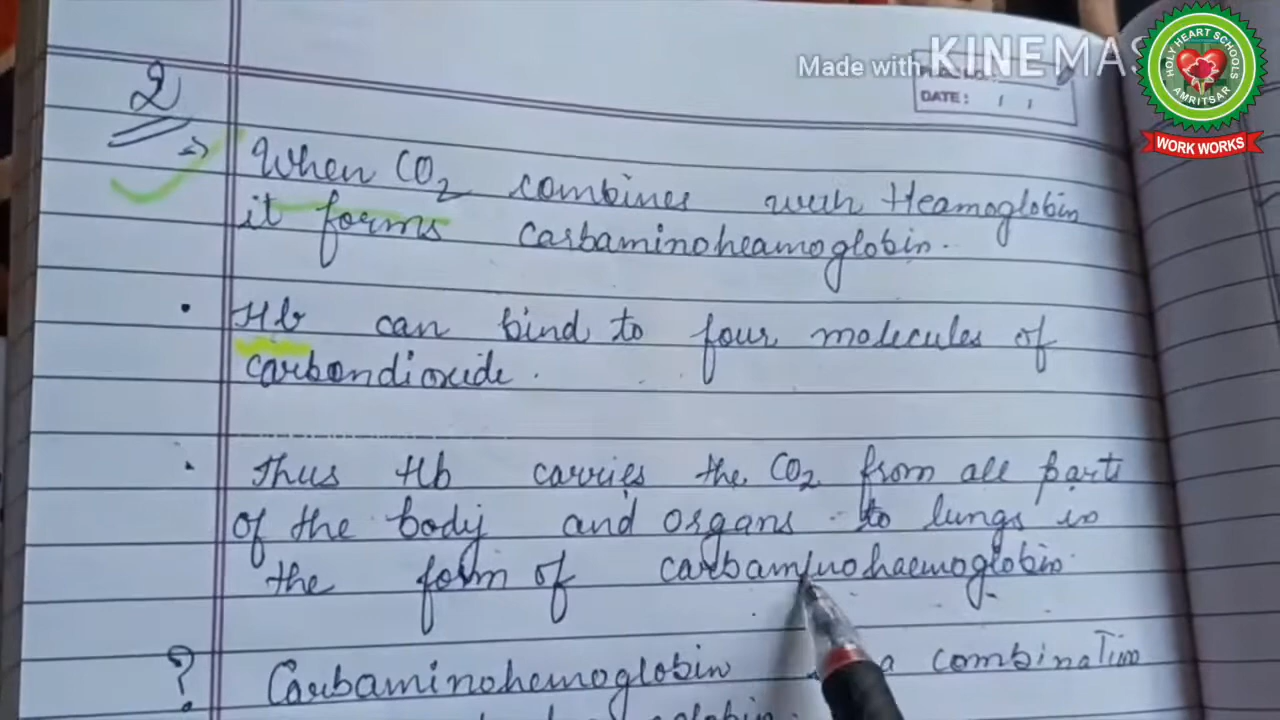 Made with KINEMAS
HOLY HEART SCHOOLS
AMRITSAR
WORK WORKS
DATE: / /
2
When CO2 combines with Heamoglobin
it forms carbaminoheamoglobin.
• Hb can bind to four molecules of
carbondioxide.
• Thus Hb carries the CO2 from all parts
of the body and organs to lungs in
the form of carbaminohaemoglobin.
? Carbaminohemoglobin a combination